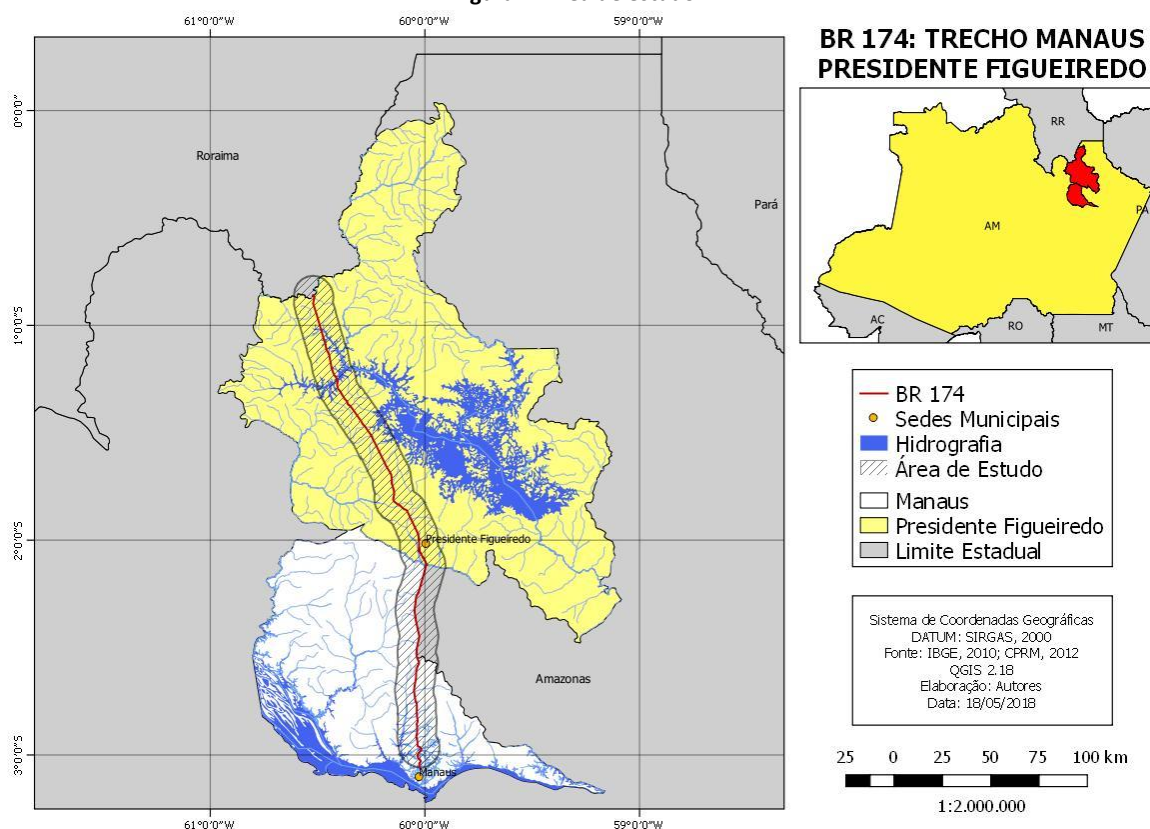 61°0'0"W
60°0'0"W
59°0'0"W
0°0'0"
1°0'0"S
2°0'0"S
3°0'0"S
Roraima
Pará
Presidente Figueiredo
Amazonas
Manaus
61°0'0"W
60°0'0"W
59°0'0"W
BR 174: TRECHO MANAUS
PRESIDENTE FIGUEIREDO
RR
AM
PA
AC
RO
MT
BR 174
Sedes Municipais
Hidrografia
Área de Estudo
Manaus
Presidente Figueiredo
Limite Estadual
Sistema de Coordenadas Geográficas
DATUM: SIRGAS, 2000
Fonte: IBGE, 2010; CPRM, 2012
QGIS 2.18
Elaboração: Autores
Data: 18/05/2018
25 0 25 50 75 100 km
1:2.000.000